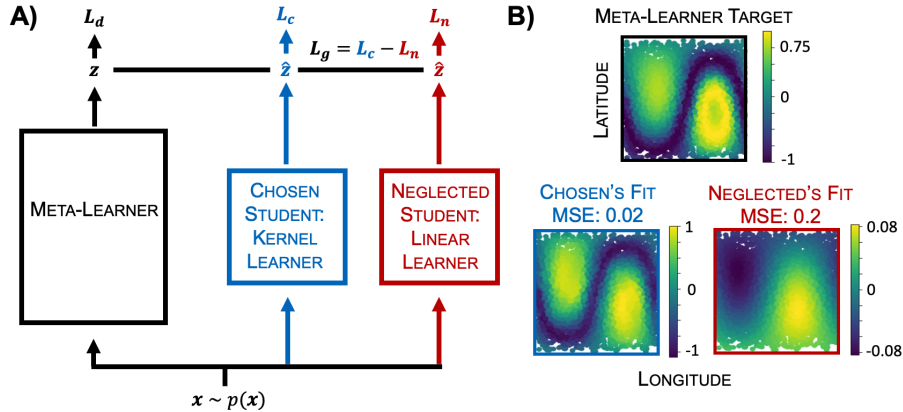 A)
L_d
L_c
L_n
L_g = L_c − L_n
z
ẑ
ẑ
META-LEARNER
CHOSEN
STUDENT:
KERNEL
LEARNER
NEGLECTED
STUDENT:
LINEAR
LEARNER
x ~ p(x)
B)
META-LEARNER TARGET
LATITUDE
0.75
0
-1
CHOSEN'S FIT
MSE: 0.02
1
0
-1
NEGLECTED'S FIT
MSE: 0.2
0.08
0
-0.08
LONGITUDE